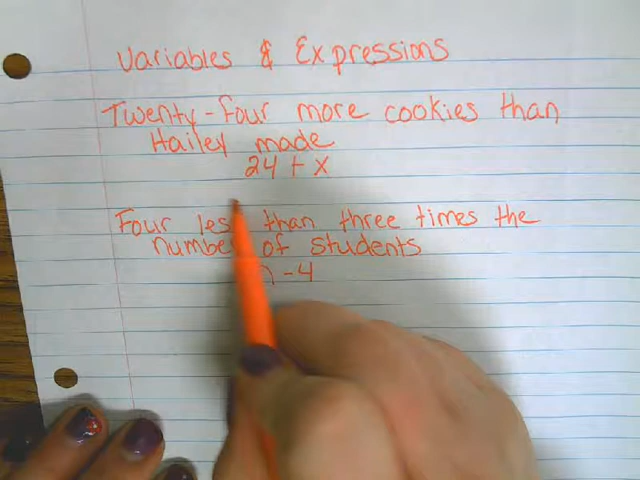 Variables & Expressions
Twenty-four more cookies than
Hailey made
24 + x
Four less than three times the
number of students
- 4